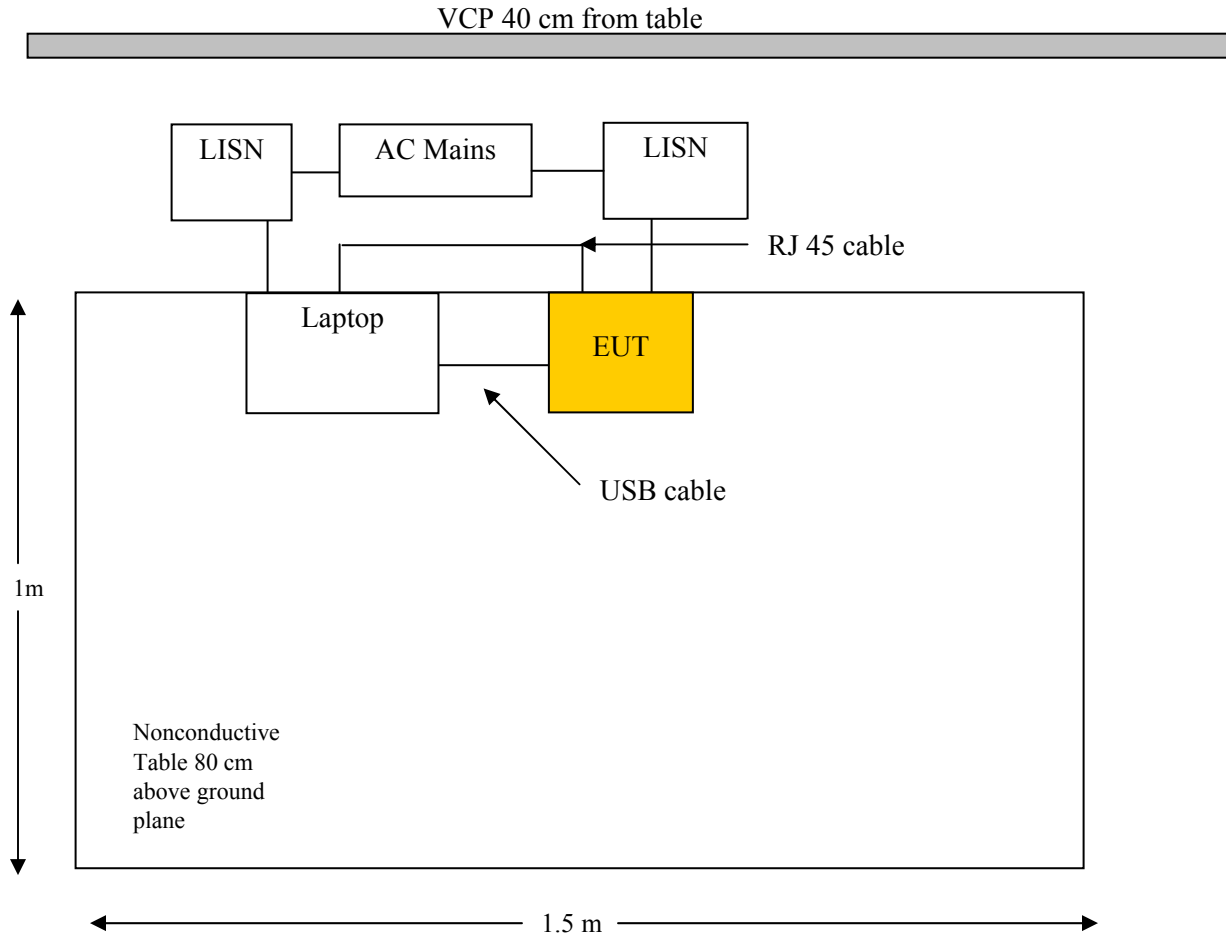 VCP 40 cm from table
LISN
AC Mains
LISN
RJ 45 cable
Laptop
EUT
USB cable
1m
Nonconductive
Table 80 cm
above ground
plane
1.5 m